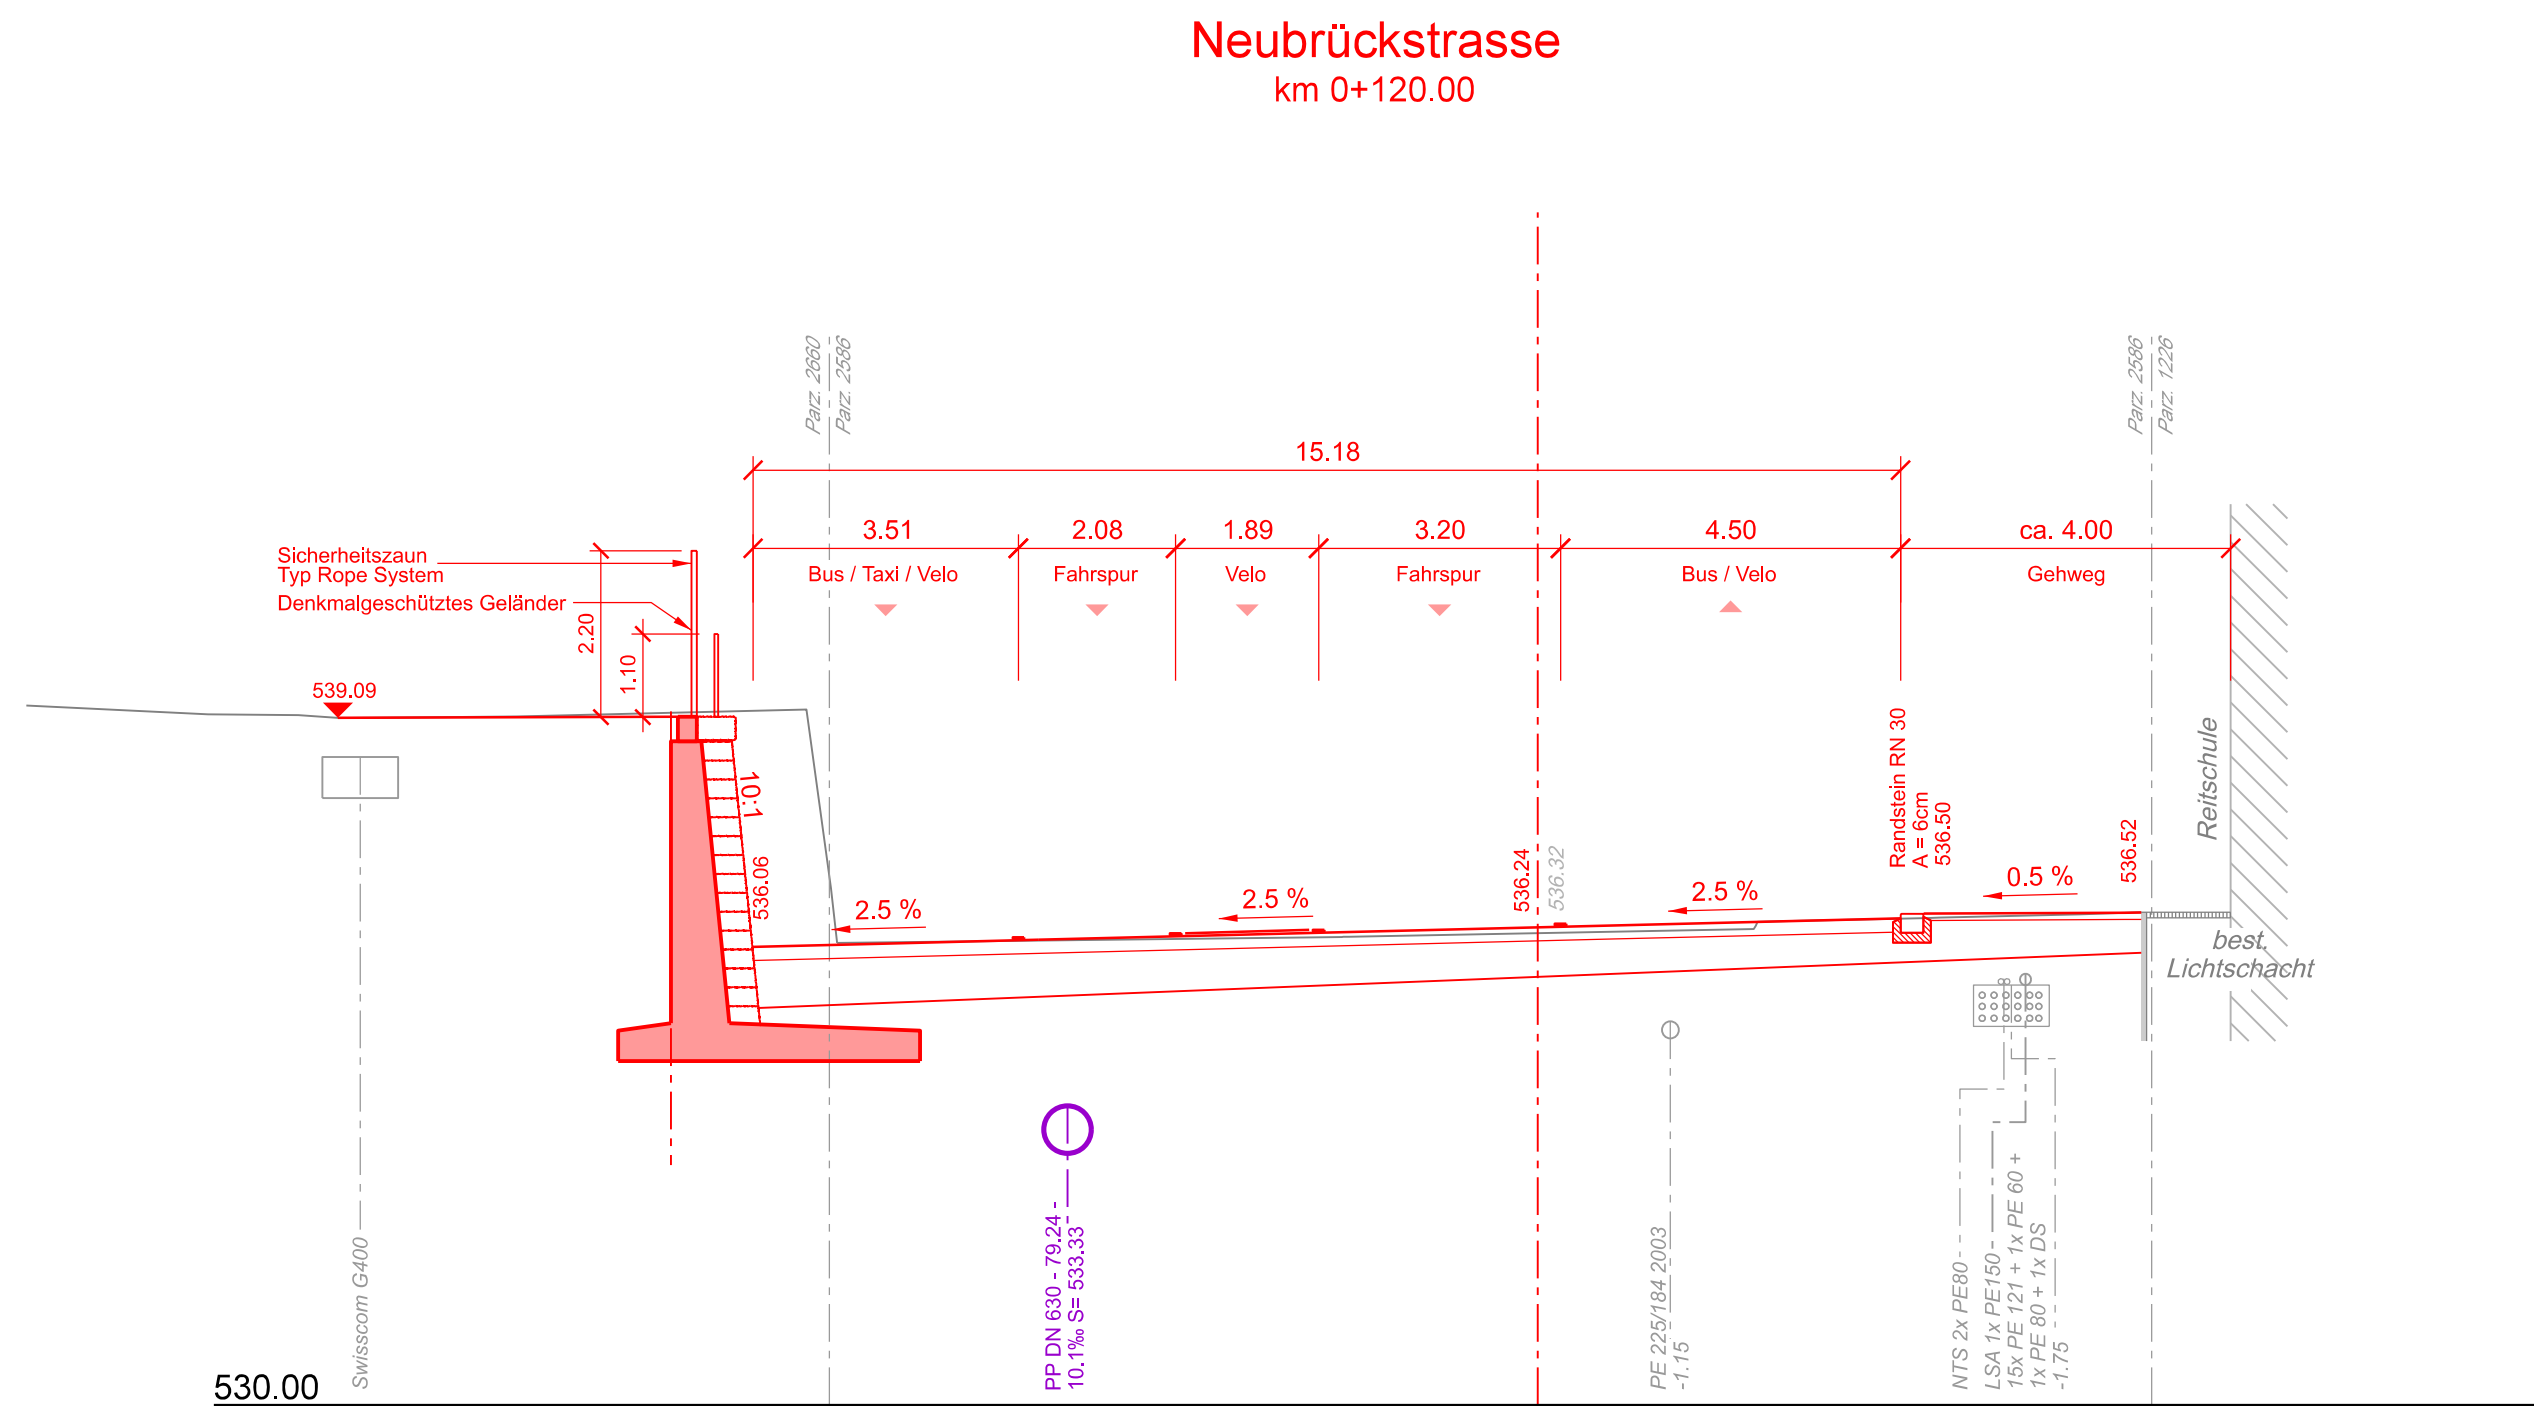 Neubrückstrasse
km 0+120.00
Parz. 2660
Parz. 2586
Parz. 2586
Parz. 1226
15.18
3.51
2.08
1.89
3.20
4.50
ca. 4.00
Bus / Taxi / Velo
Fahrspur
Velo
Fahrspur
Bus / Velo
Gehweg
Sicherheitszaun
Typ Rope System
Denkmalgeschütztes Geländer
2.20
1.10
539.09
10:1
536.06
2.5 %
2.5 %
536.24
536.32
2.5 %
Randstein RN 30
A = 6cm
536.50
0.5 %
536.52
Reitschule
best.
Lichtschacht
Swisscom G400
PP DN 630 - 79.24 -
10.1‰ S= 533.33
PE 225/184 2003
-1.15
NTS 2x PE80
LSA 1x PE150
15x PE 121 + 1x PE 60 +
1x PE 80 + 1x DS
-1.75
530.00